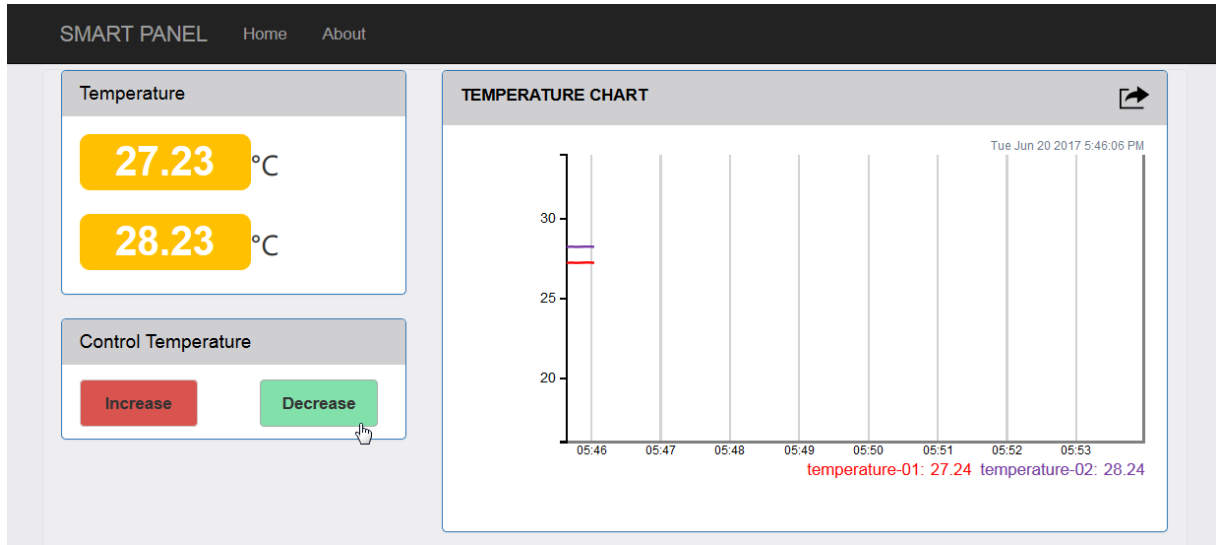 SMART PANEL Home About
Temperature
27.23 °C
28.23 °C
Control Temperature
Increase Decrease
TEMPERATURE CHART
Tue Jun 20 2017 5:46:06 PM
30
25
20
05:46 05:47 05:48 05:49 05:50 05:51 05:52 05:53
temperature-01: 27.24 temperature-02: 28.24